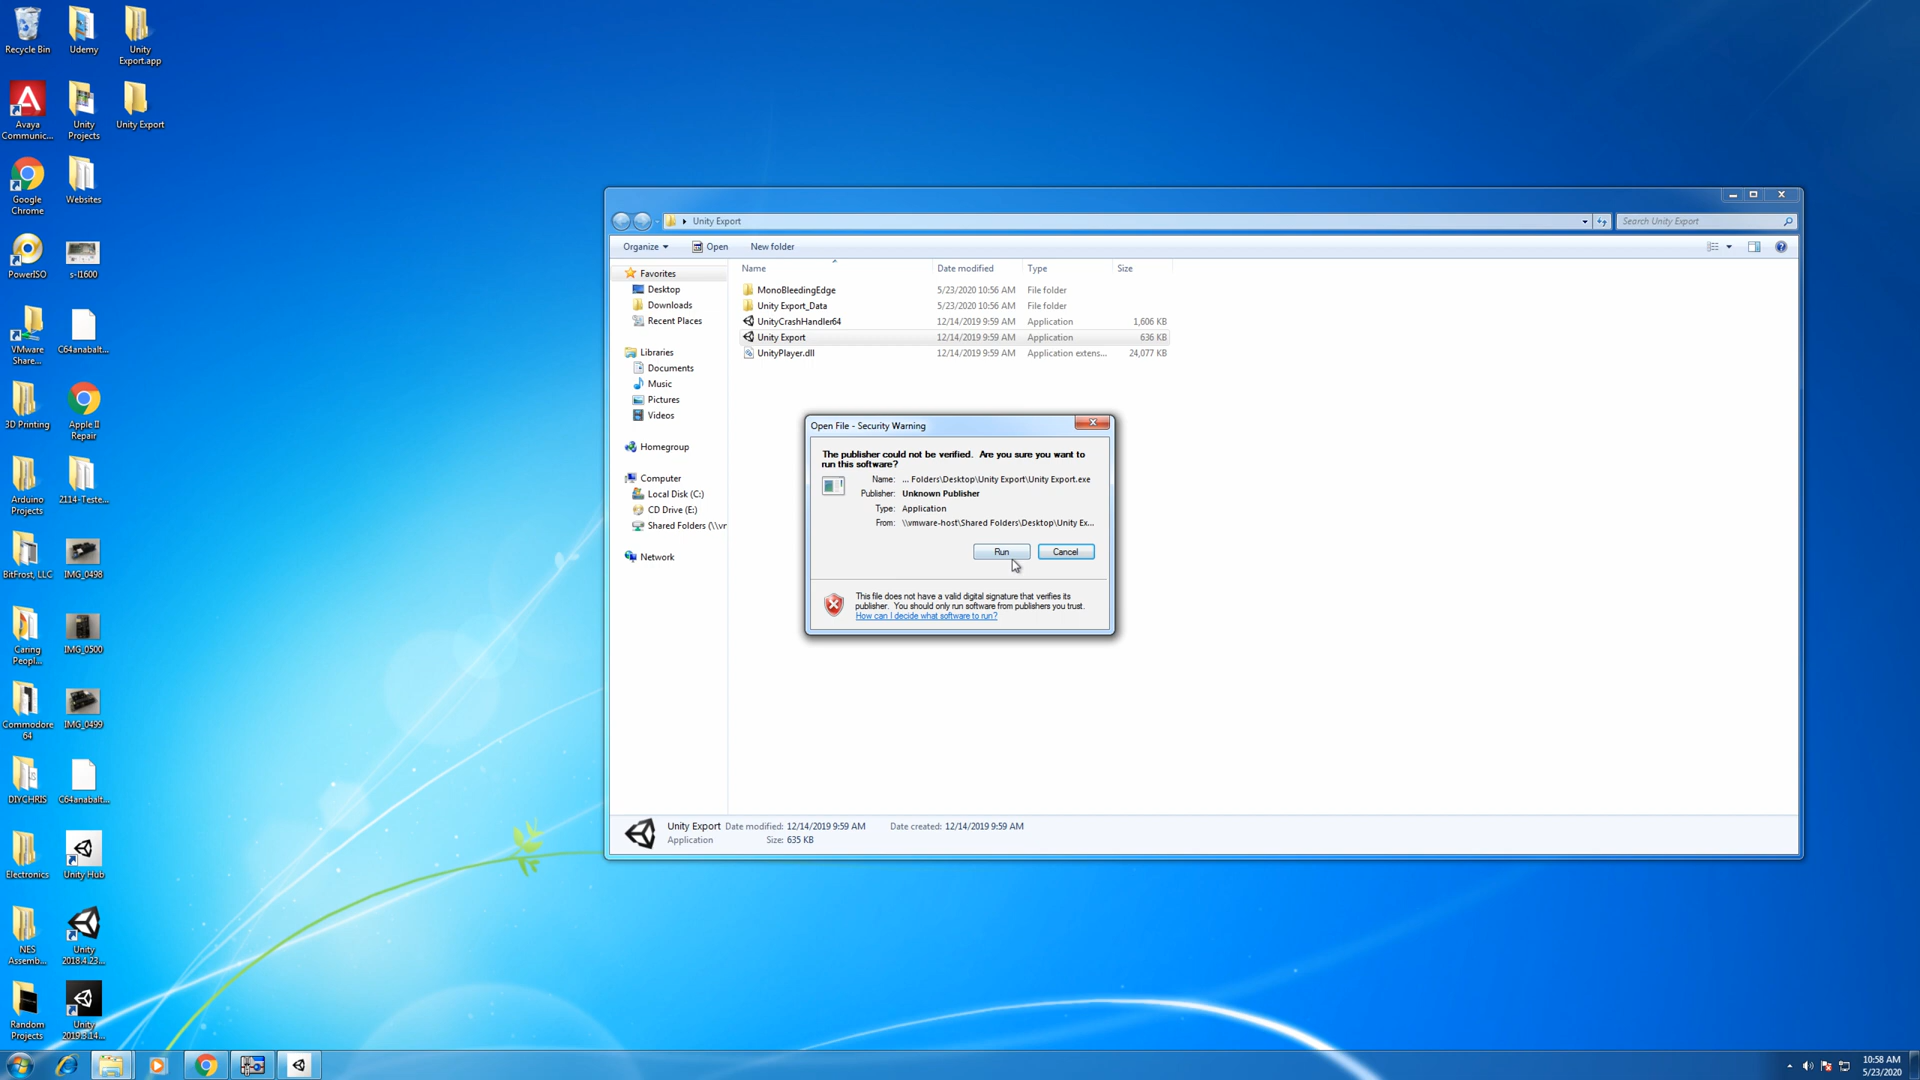 Recycle Bin
Udemy
Unity
Export.app
Avaya
Communic...
Unity
Projects
Unity Export
Google
Chrome
Websites
PowerISO
s-l1600
VMware
Share...
C64anabalt...
3D Printing
Apple II
Repair
Arduino
Projects
2114-Teste...
BitFrost, LLC
IMG_0498
Caring
Peopl...
IMG_0500
Commodore
64
IMG_0499
DIYCHRIS
C64anabalt...
Electronics
Unity Hub
NES
Assemb...
Unity
2018.4.23...
Random
Projects
Unity
2019.3.14...
Unity Export
Search Unity Export
Organize
Open
New folder
Name
Date modified
Type
Size
Favorites
Desktop
Downloads
Recent Places
Libraries
Documents
Music
Pictures
Videos
Homegroup
Computer
Local Disk (C:)
CD Drive (E:)
Shared Folders (\\vr
Network
MonoBleedingEdge 5/23/2020 10:56 AM File folder
Unity Export_Data 5/23/2020 10:56 AM File folder
UnityCrashHandler64 12/14/2019 9:59 AM Application 1,606 KB
Unity Export 12/14/2019 9:59 AM Application 636 KB
UnityPlayer.dll 12/14/2019 9:59 AM Application extens... 24,077 KB
Open File - Security Warning
The publisher could not be verified. Are you sure you want to
run this software?
Name: ... Folders\Desktop\Unity Export\Unity Export.exe
Publisher: Unknown Publisher
Type: Application
From: \\vmware-host\Shared Folders\Desktop\Unity Ex...
Run
Cancel
This file does not have a valid digital signature that verifies its
publisher. You should only run software from publishers you trust.
How can I decide what software to run?
Unity Export Date modified: 12/14/2019 9:59 AM Date created: 12/14/2019 9:59 AM
Application Size: 635 KB
10:58 AM
5/23/2020